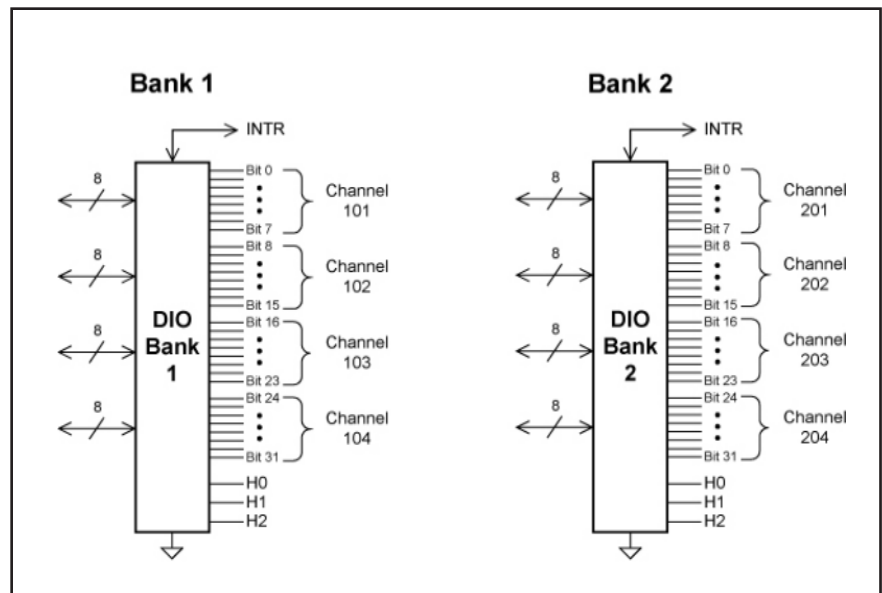 Bank 1
INTR
8
Bit 0
Bit 7
Channel
101
8
Bit 8
Bit 15
Channel
102
8
Bit 16
Bit 23
Channel
103
8
Bit 24
Bit 31
Channel
104
DIO
Bank
1
H0
H1
H2
Bank 2
INTR
8
Bit 0
Bit 7
Channel
201
8
Bit 8
Bit 15
Channel
202
8
Bit 16
Bit 23
Channel
203
8
Bit 24
Bit 31
Channel
204
DIO
Bank
2
H0
H1
H2